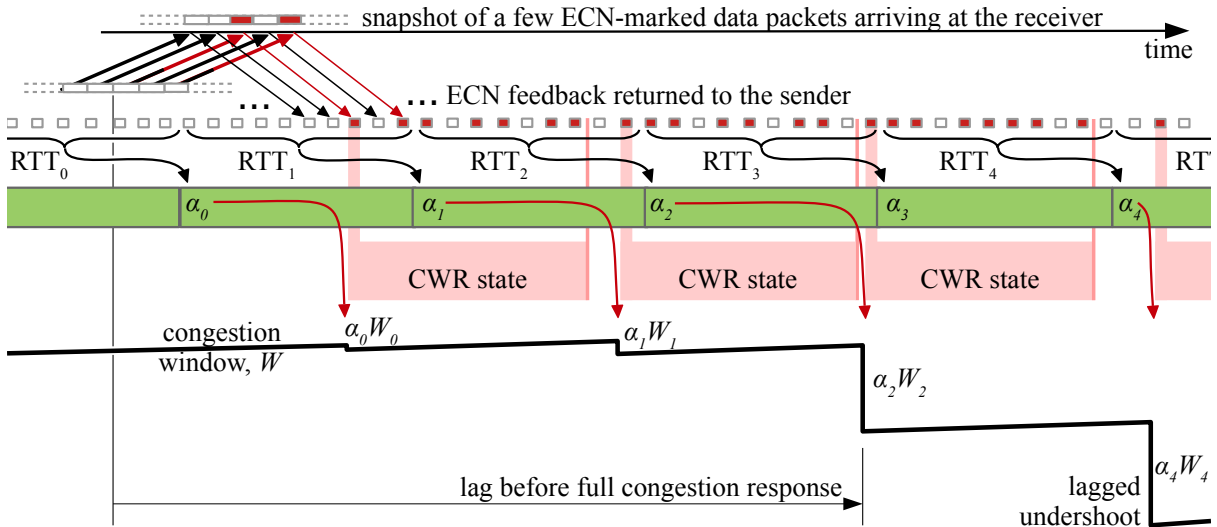 snapshot of a few ECN-marked data packets arriving at the receiver
time
... ... ECN feedback returned to the sender
RTT₀ RTT₁ RTT₂ RTT₃ RTT₄ RT
α₀ α₁ α₂ α₃ α₄
CWR state CWR state CWR state
congestion
window, W
α₀W₀ α₁W₁
α₂W₂
α₄W₄
lag before full congestion response
lagged
undershoot